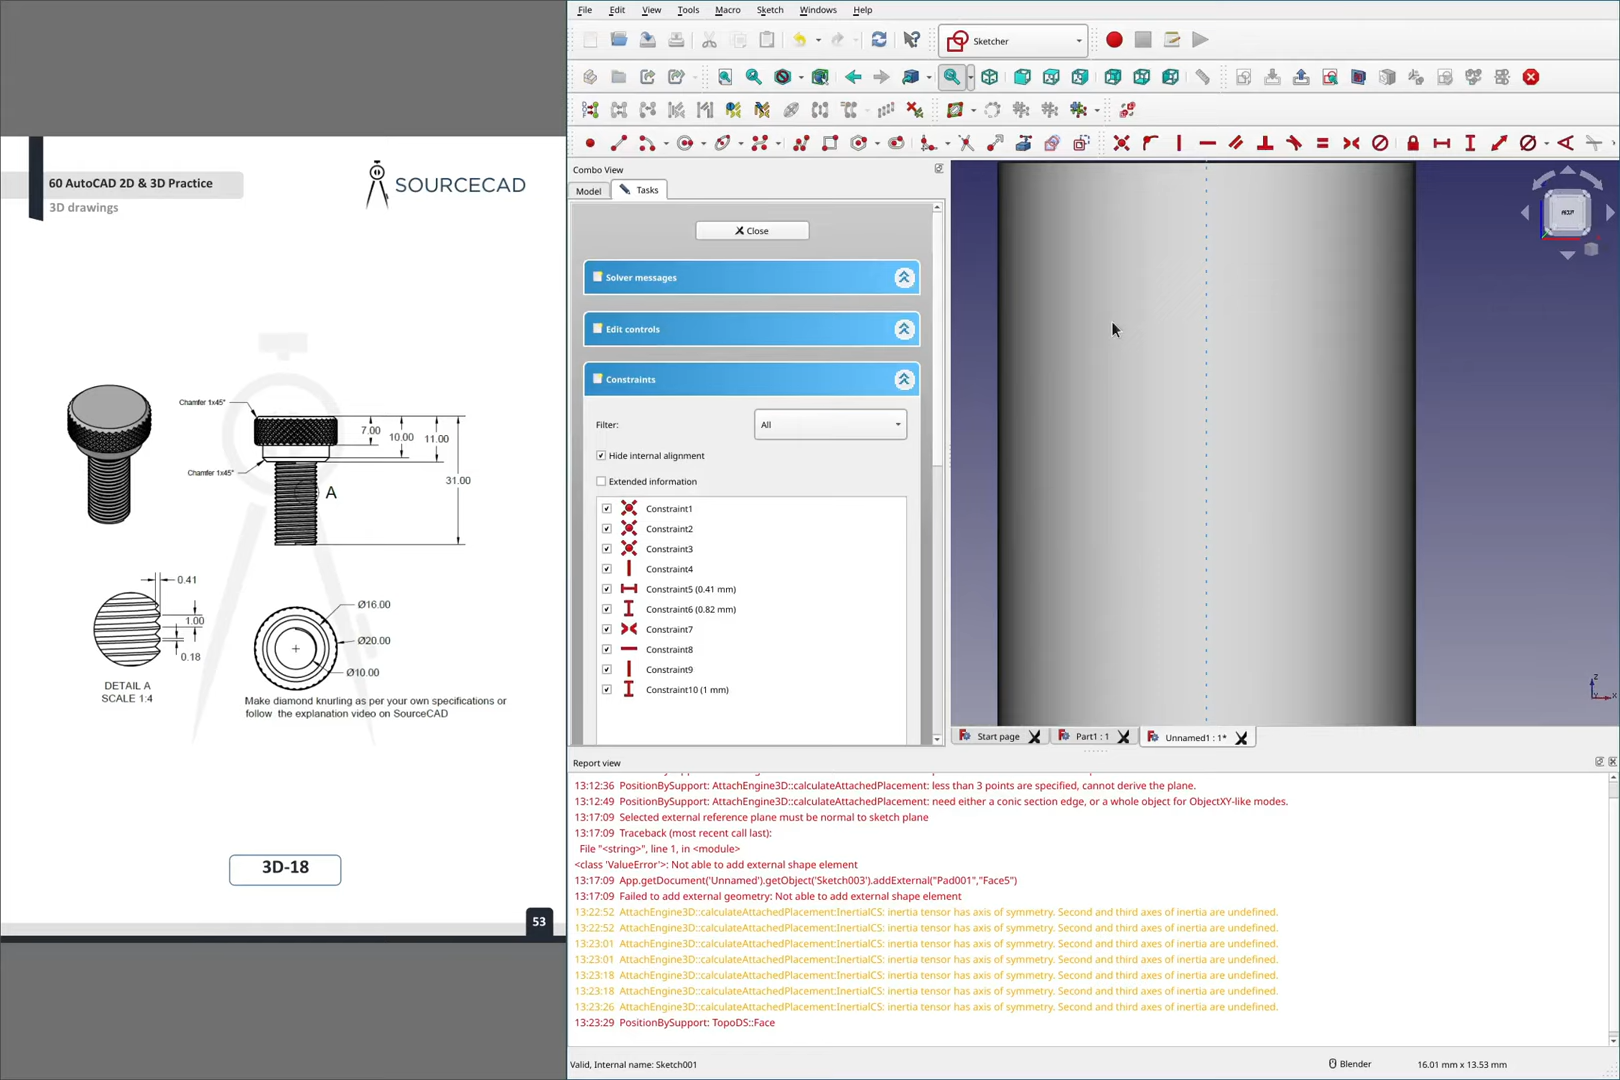 60 AutoCAD 2D & 3D Practice
3D drawings
SOURCECAD
Chamfer 1x45°
7.00
10.00
11.00
Chamfer 1x45°
31.00
A
0.41
1.00
0.18
Ø16.00
Ø20.00
Ø10.00
DETAIL A
SCALE 1:4
Make diamond knurling as per your own specifications or
follow the explanation video on SourceCAD
3D-18
53
File Edit View Tools Macro Sketch Windows Help
Sketcher
Combo View
Model Tasks
Close
Solver messages
Edit controls
Constraints
Filter: All
Hide internal alignment
Extended information
Constraint1
Constraint2
Constraint3
Constraint4
Constraint5 (0.41 mm)
Constraint6 (0.82 mm)
Constraint7
Constraint8
Constraint9
Constraint10 (1 mm)
Z
X
Start page Part1 : 1 Unnamed1 : 1*
Report view
13:12:36 PositionBySupport: AttachEngine3D::calculateAttachedPlacement: less than 3 points are specified, cannot derive the plane.
13:12:49 PositionBySupport: AttachEngine3D::calculateAttachedPlacement: need either a conic section edge, or a whole object for ObjectXY-like modes.
13:17:09 Selected external reference plane must be normal to sketch plane
13:17:09 Traceback (most recent call last):
File "<string>", line 1, in <module>
<class 'ValueError'>: Not able to add external shape element
13:17:09 App.getDocument('Unnamed').getObject('Sketch003').addExternal("Pad001","Face5")
13:17:09 Failed to add external geometry: Not able to add external shape element
13:22:52 AttachEngine3D::calculateAttachedPlacement:InertialCS: inertia tensor has axis of symmetry. Second and third axes of inertia are undefined.
13:22:52 AttachEngine3D::calculateAttachedPlacement:InertialCS: inertia tensor has axis of symmetry. Second and third axes of inertia are undefined.
13:23:01 AttachEngine3D::calculateAttachedPlacement:InertialCS: inertia tensor has axis of symmetry. Second and third axes of inertia are undefined.
13:23:01 AttachEngine3D::calculateAttachedPlacement:InertialCS: inertia tensor has axis of symmetry. Second and third axes of inertia are undefined.
13:23:18 AttachEngine3D::calculateAttachedPlacement:InertialCS: inertia tensor has axis of symmetry. Second and third axes of inertia are undefined.
13:23:18 AttachEngine3D::calculateAttachedPlacement:InertialCS: inertia tensor has axis of symmetry. Second and third axes of inertia are undefined.
13:23:26 AttachEngine3D::calculateAttachedPlacement:InertialCS: inertia tensor has axis of symmetry. Second and third axes of inertia are undefined.
13:23:29 PositionBySupport: TopoDS::Face
Valid, Internal name: Sketch001
Blender 16.01 mm x 13.53 mm